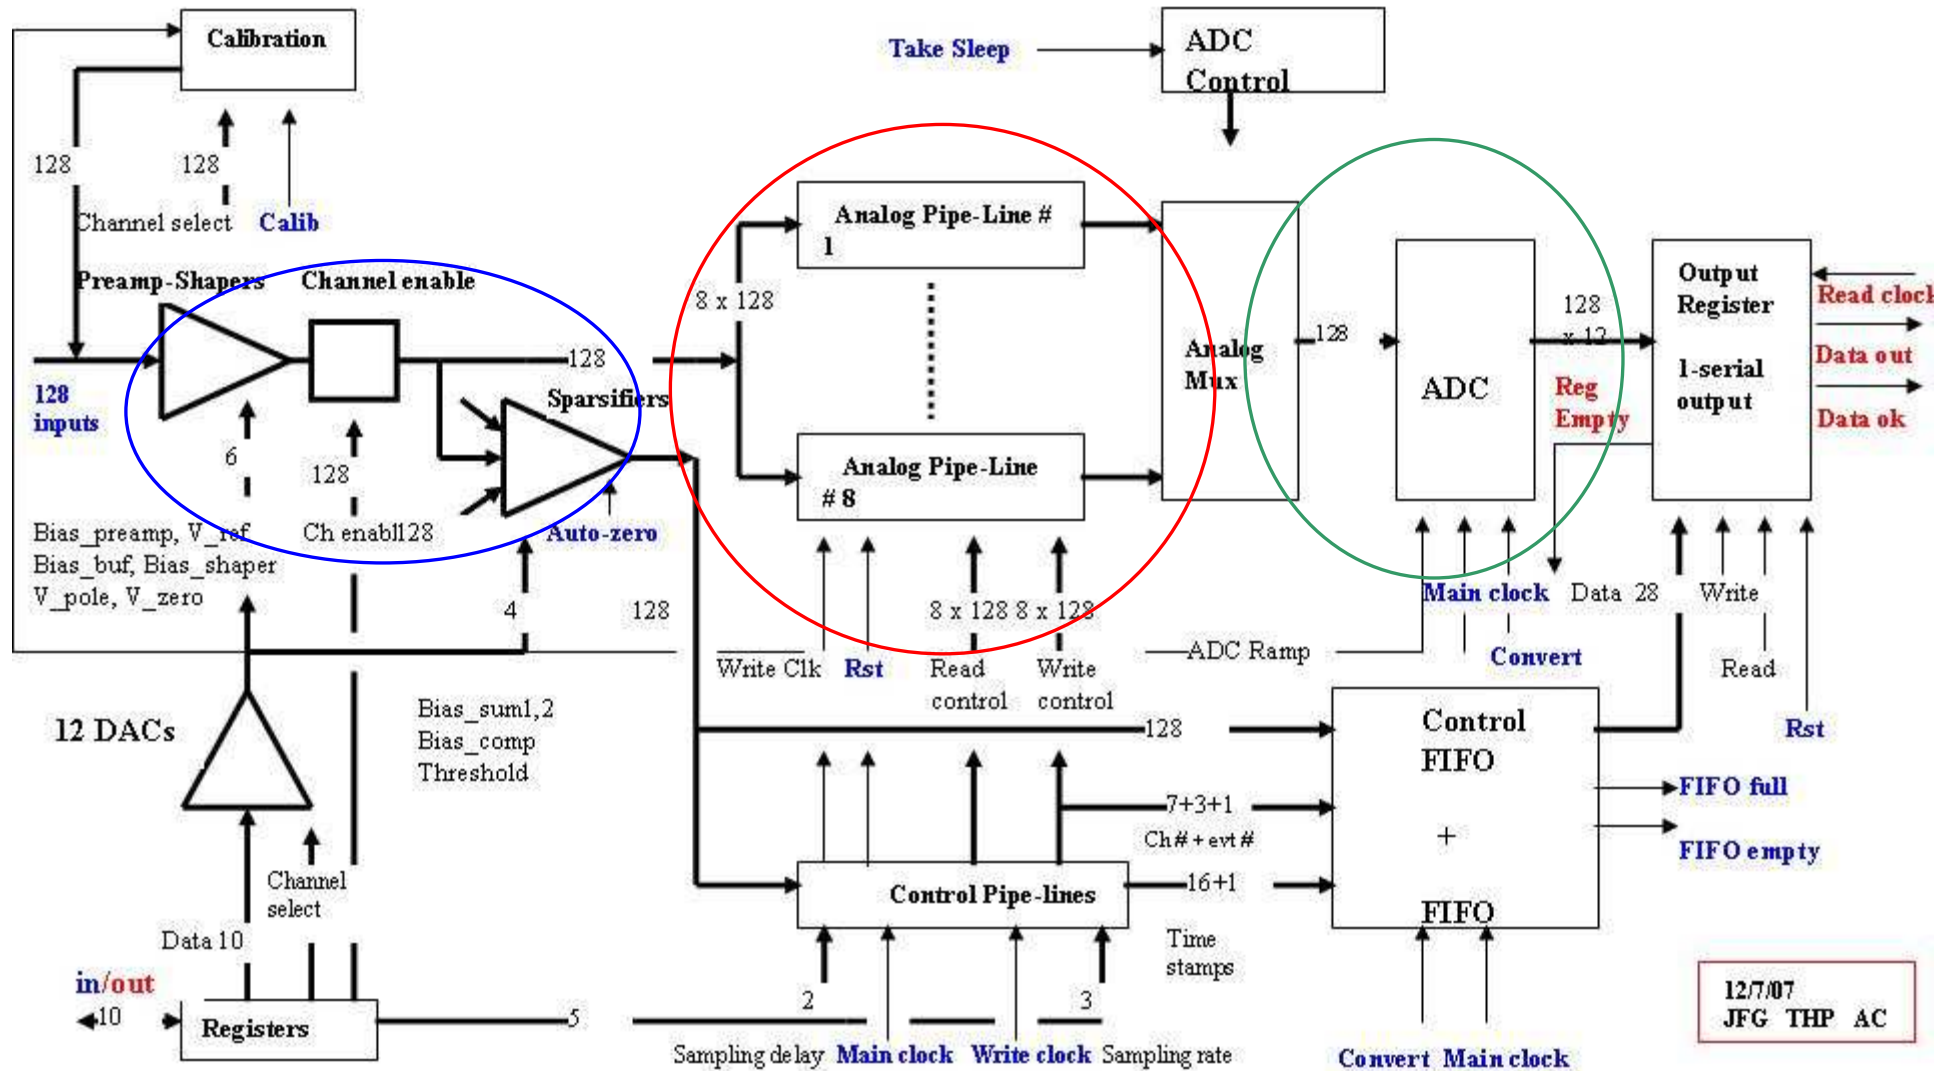 Calibration
Take Sleep
ADC
Control
128
128
Channel select
Calib
Preamp-Shapers
Channel enable
8 x 128
Analog Pipe-Line #
1
Analog Pipe-Line
# 8
Analog
Mux
128
ADC
128
x 12
Output
Register
1-serial
output
Read clock
Data out
Data ok
Reg
Empty
128
inputs
128
Sparsifiers
6
128
Bias_preamp, V_ref
Bias_buf, Bias_shaper
V_pole, V_zero
Ch enabl128
Auto-zero
4
128
8 x 128
8 x 128
Main clock
Data 28
Write
Write Clk
Rst
Read
control
Write
control
ADC Ramp
Convert
Read
Rst
12 DACs
Bias_sum1,2
Bias_comp
Threshold
128
Control
FIFO
+
FIFO
FIFO full
FIFO empty
7+3+1
Ch# + evt #
16+1
Control Pipe-lines
Time
stamps
Channel
select
Data 10
in/out
10
Registers
5
2
3
Sampling delay
Main clock
Write clock
Sampling rate
Convert
Main clock
12/7/07
JFG THP AC